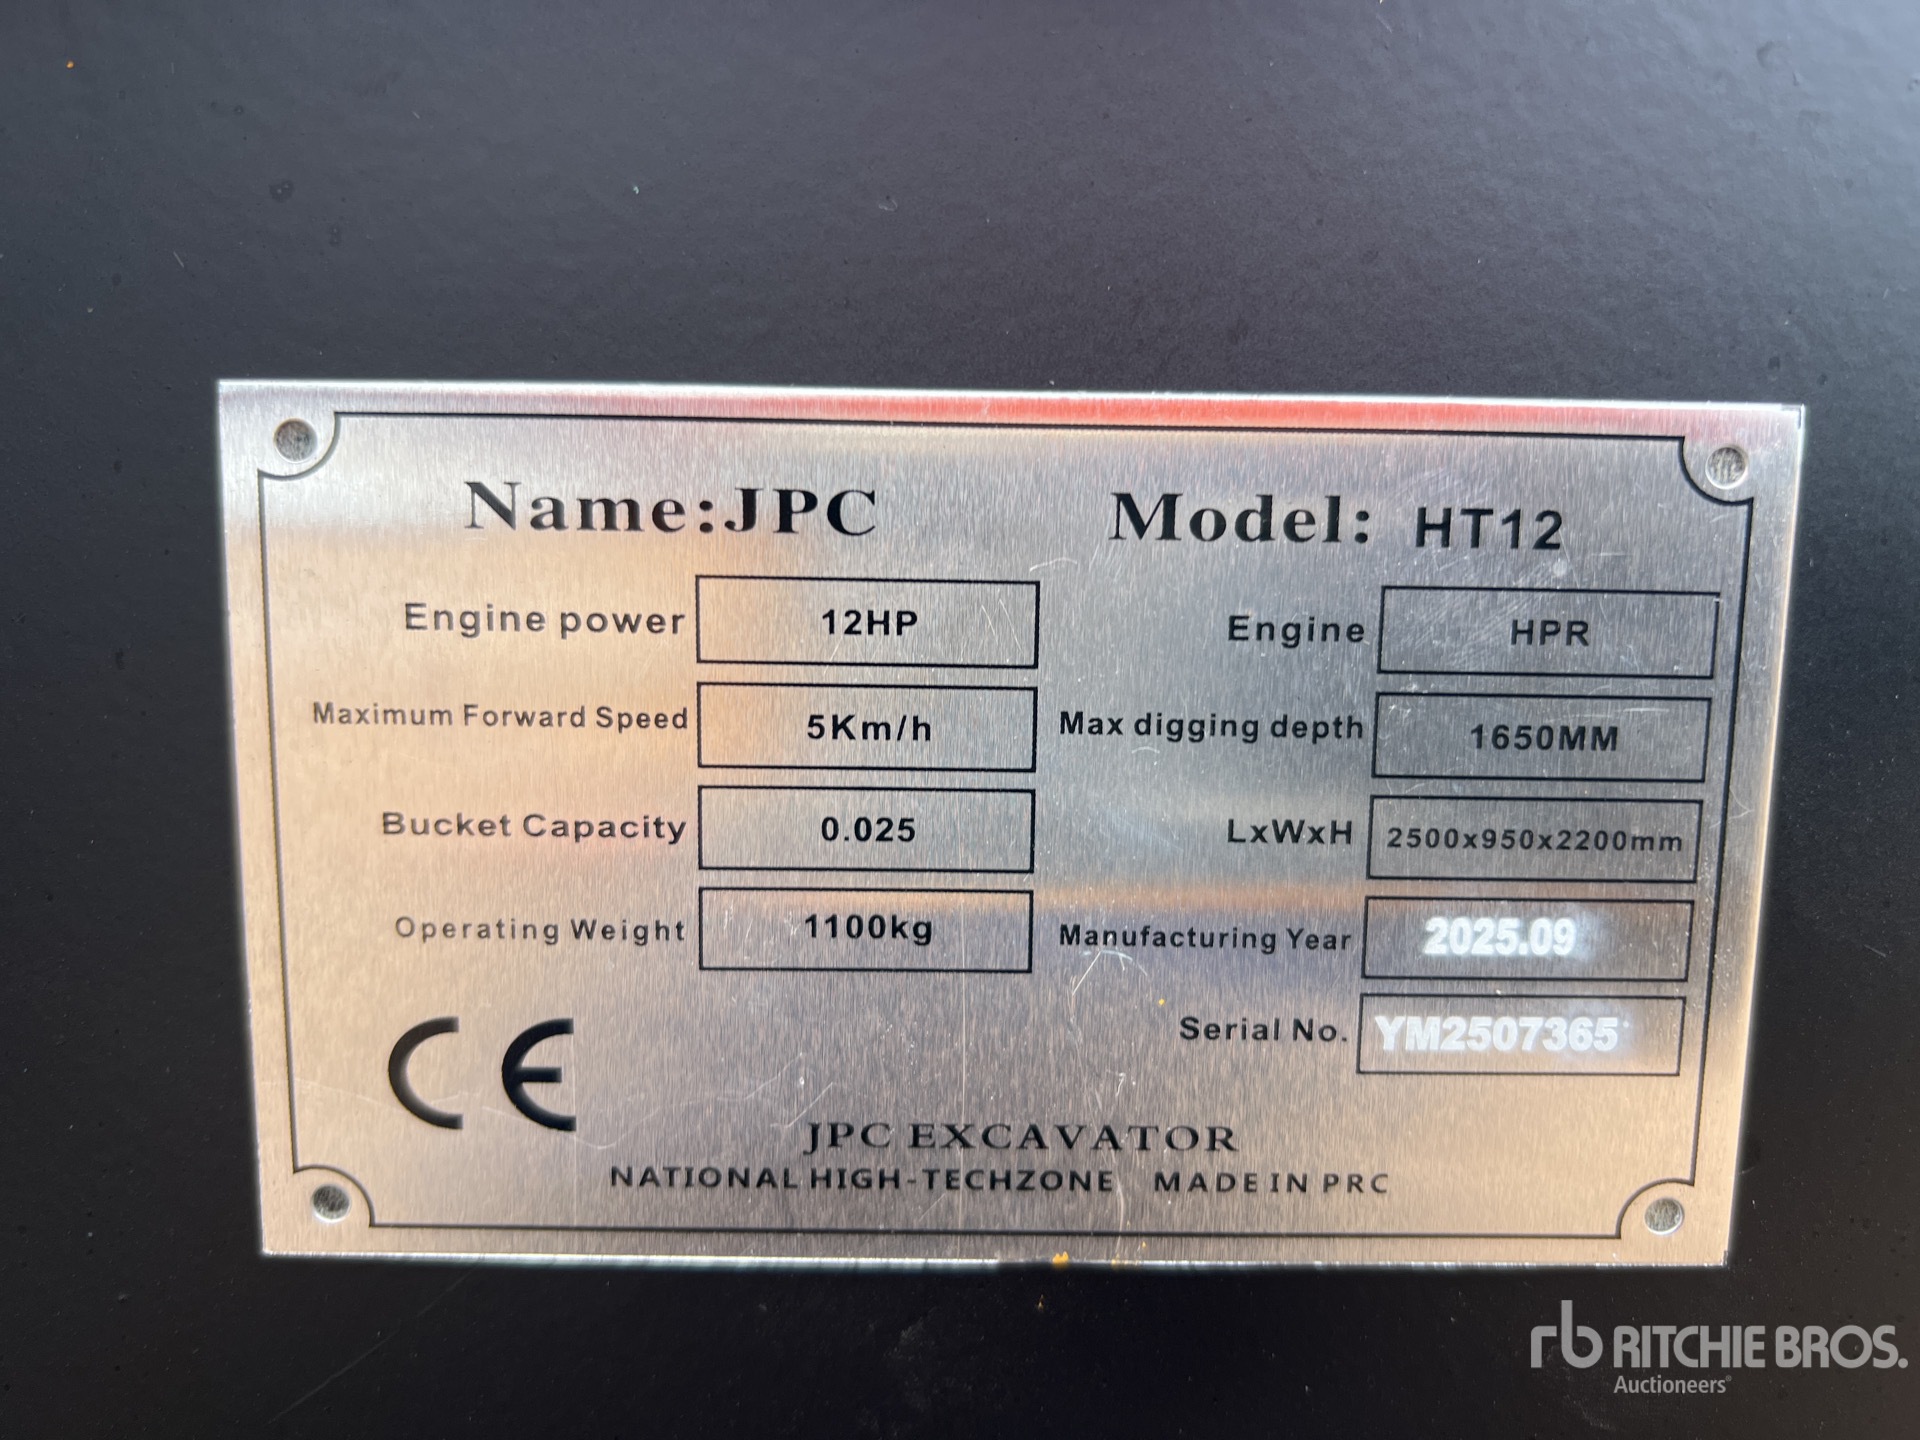 Name:JPC Model: HT12
Engine power 12HP Engine HPR
Maximum Forward Speed 5Km/h Max digging depth 1650MM
Bucket Capacity 0.025 LxWxH 2500x950x2200mm
Operating Weight 1100kg Manufacturing Year 2025.09
Serial No. YM2507365
CE
JPC EXCAVATOR
NATIONAL HIGH-TECHZONE MADE IN PRC
rb RITCHIE BROS.
Auctioneers®